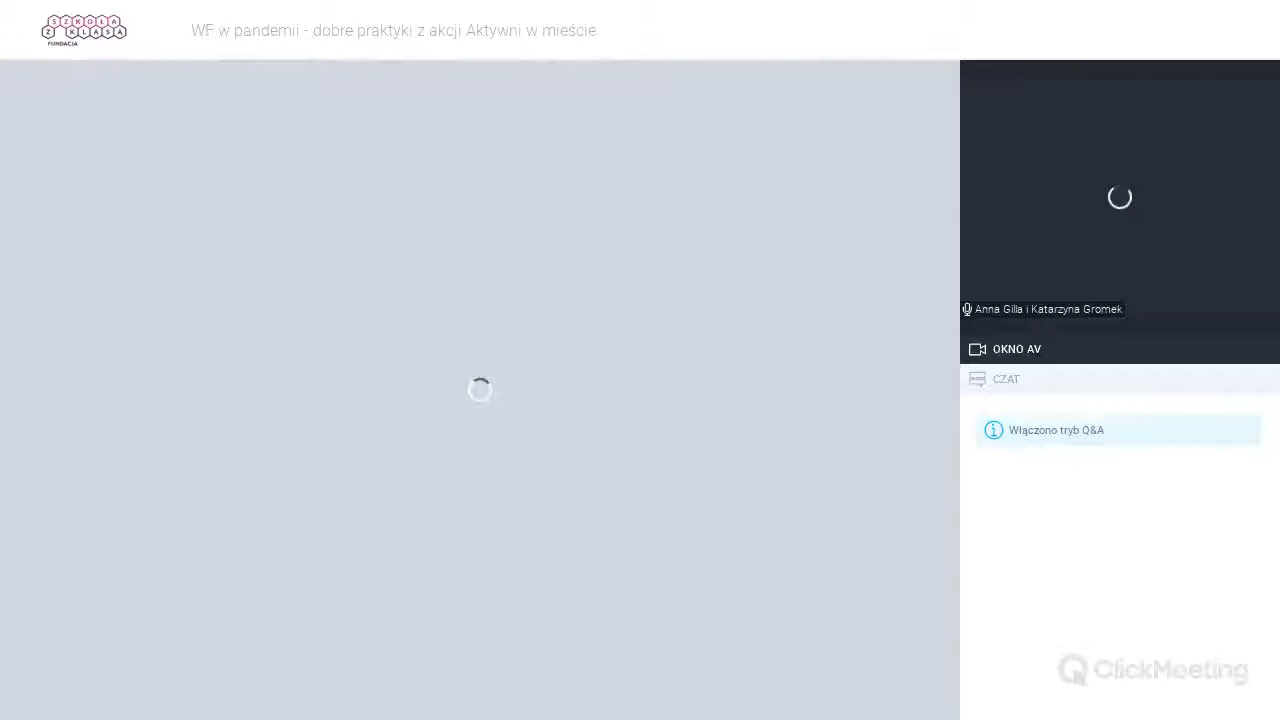 SZKOŁA
Z KLASĄ
FUNDACJA
WF w pandemii - dobre praktyki z akcji Aktywni w mieście
Anna Gilla i Katarzyna Gromek
OKNO AV
CZAT
Włączono tryb Q&A
ClickMeeting